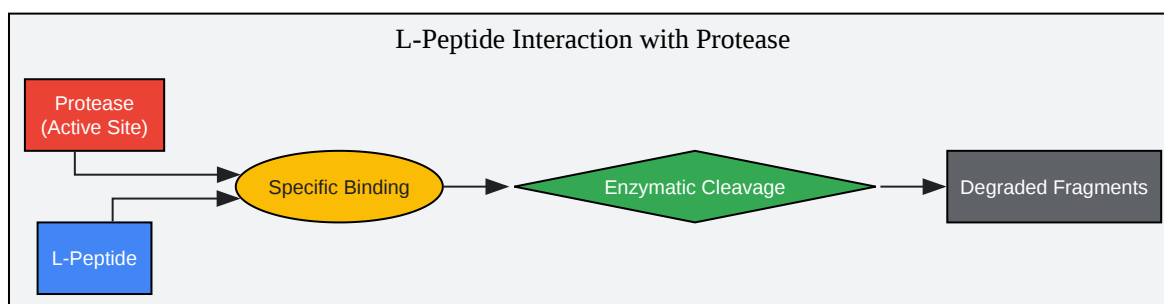 L-Peptide Interaction with Protease
Protease
(Active Site)
Specific Binding
Enzymatic Cleavage
Degraded Fragments
L-Peptide